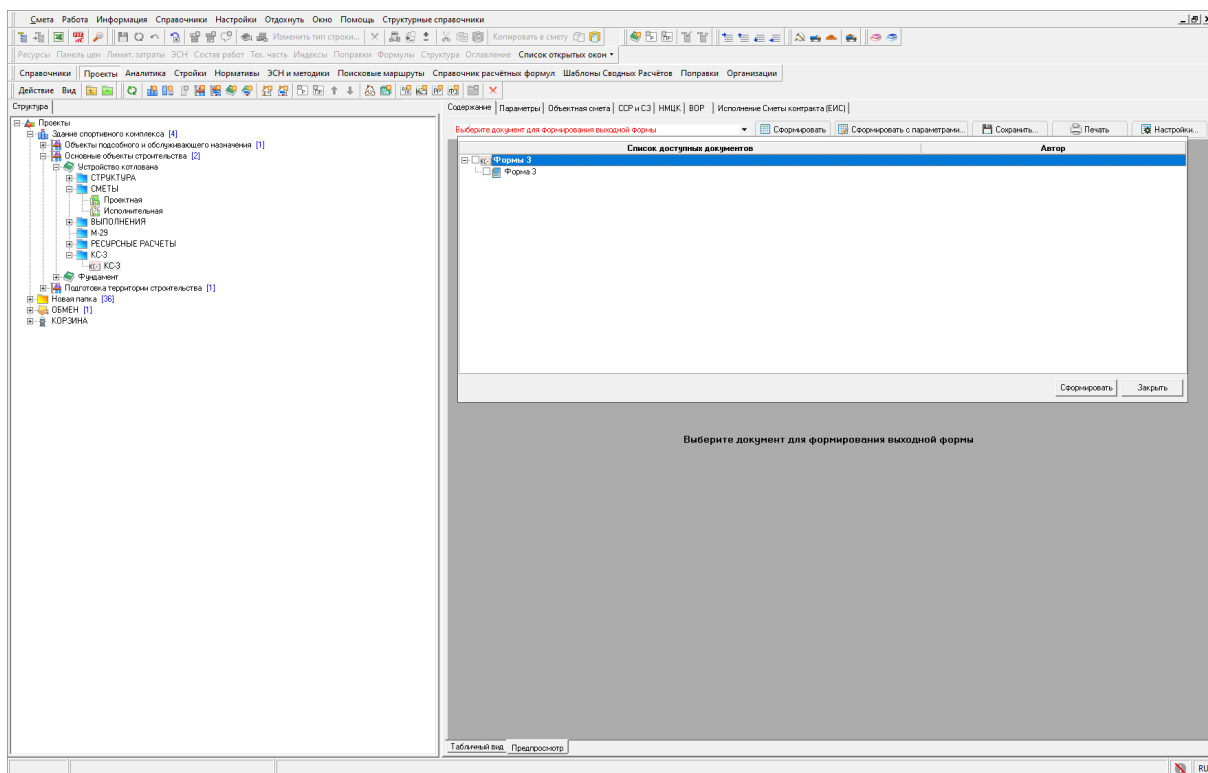 Смета Работа Информация Справочники Настройки Отдохнуть Окно Помощь Структурные справочники
Изменить тип строки... Копировать в смету
Ресурсы Панель цен Лимит. затраты ЭСН Состав работ Тех. часть Индексы Поправки Формулы Структура Оглавление Список открытых окон
Справочники Проекты Аналитика Стройки Нормативы ЭСН и методики Поисковые маршруты Справочник расчётных формул Шаблоны Сводных Расчётов Поправки Организации
Действие Вид
Структура
Проекты
Здание спортивного комплекса [4]
Объекты подсобного и обслуживающего назначения [1]
Основные объекты строительства [2]
Устройство котлована
СТРУКТУРА
СМЕТЫ
Проектная
Исполнительная
ВЫПОЛНЕНИЯ
М-29
РЕСУРСНЫЕ РАСЧЕТЫ
КС-3
КС-3
Фундамент
Подготовка территории строительства [1]
Новая папка [36]
ОБМЕН [1]
КОРЗИНА
Содержание Параметры Объектная смета ССР и СЗ НМЦК ВОР Исполнение Сметы контракта (ЕИС)
Выберите документ для формирования выходной формы Сформировать Сформировать с параметрами... Сохранить... Печать Настройки...
Список доступных документов Автор
Формы 3
Форма 3
Сформировать Закрыть
Выберите документ для формирования выходной формы
Табличный вид Предпросмотр
RU